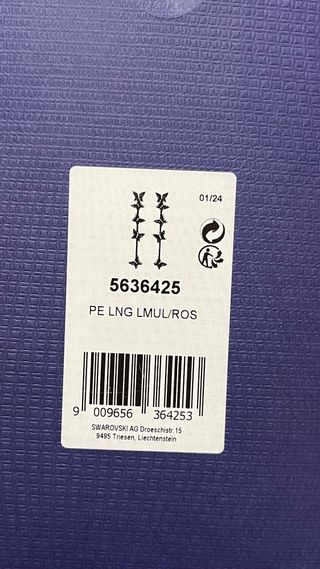 01/24
5636425
PE LNG LMUL/ROS
9 009656 364253
SWAROVSKI AG Droeschistr.15
9495 Triesen, Liechtenstein